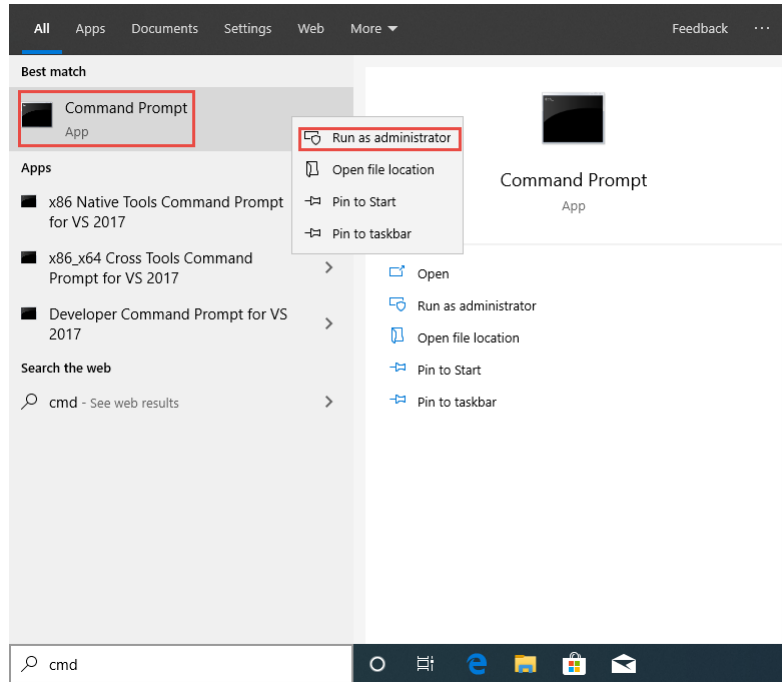 All Apps Documents Settings Web More Feedback ...
Best match
Command Prompt
App
Apps
x86 Native Tools Command Prompt
for VS 2017
x86_x64 Cross Tools Command
Prompt for VS 2017
Developer Command Prompt for VS
2017
Search the web
cmd - See web results
Run as administrator
Open file location
Pin to Start
Pin to taskbar
Command Prompt
App
Open
Run as administrator
Open file location
Pin to Start
Pin to taskbar
cmd